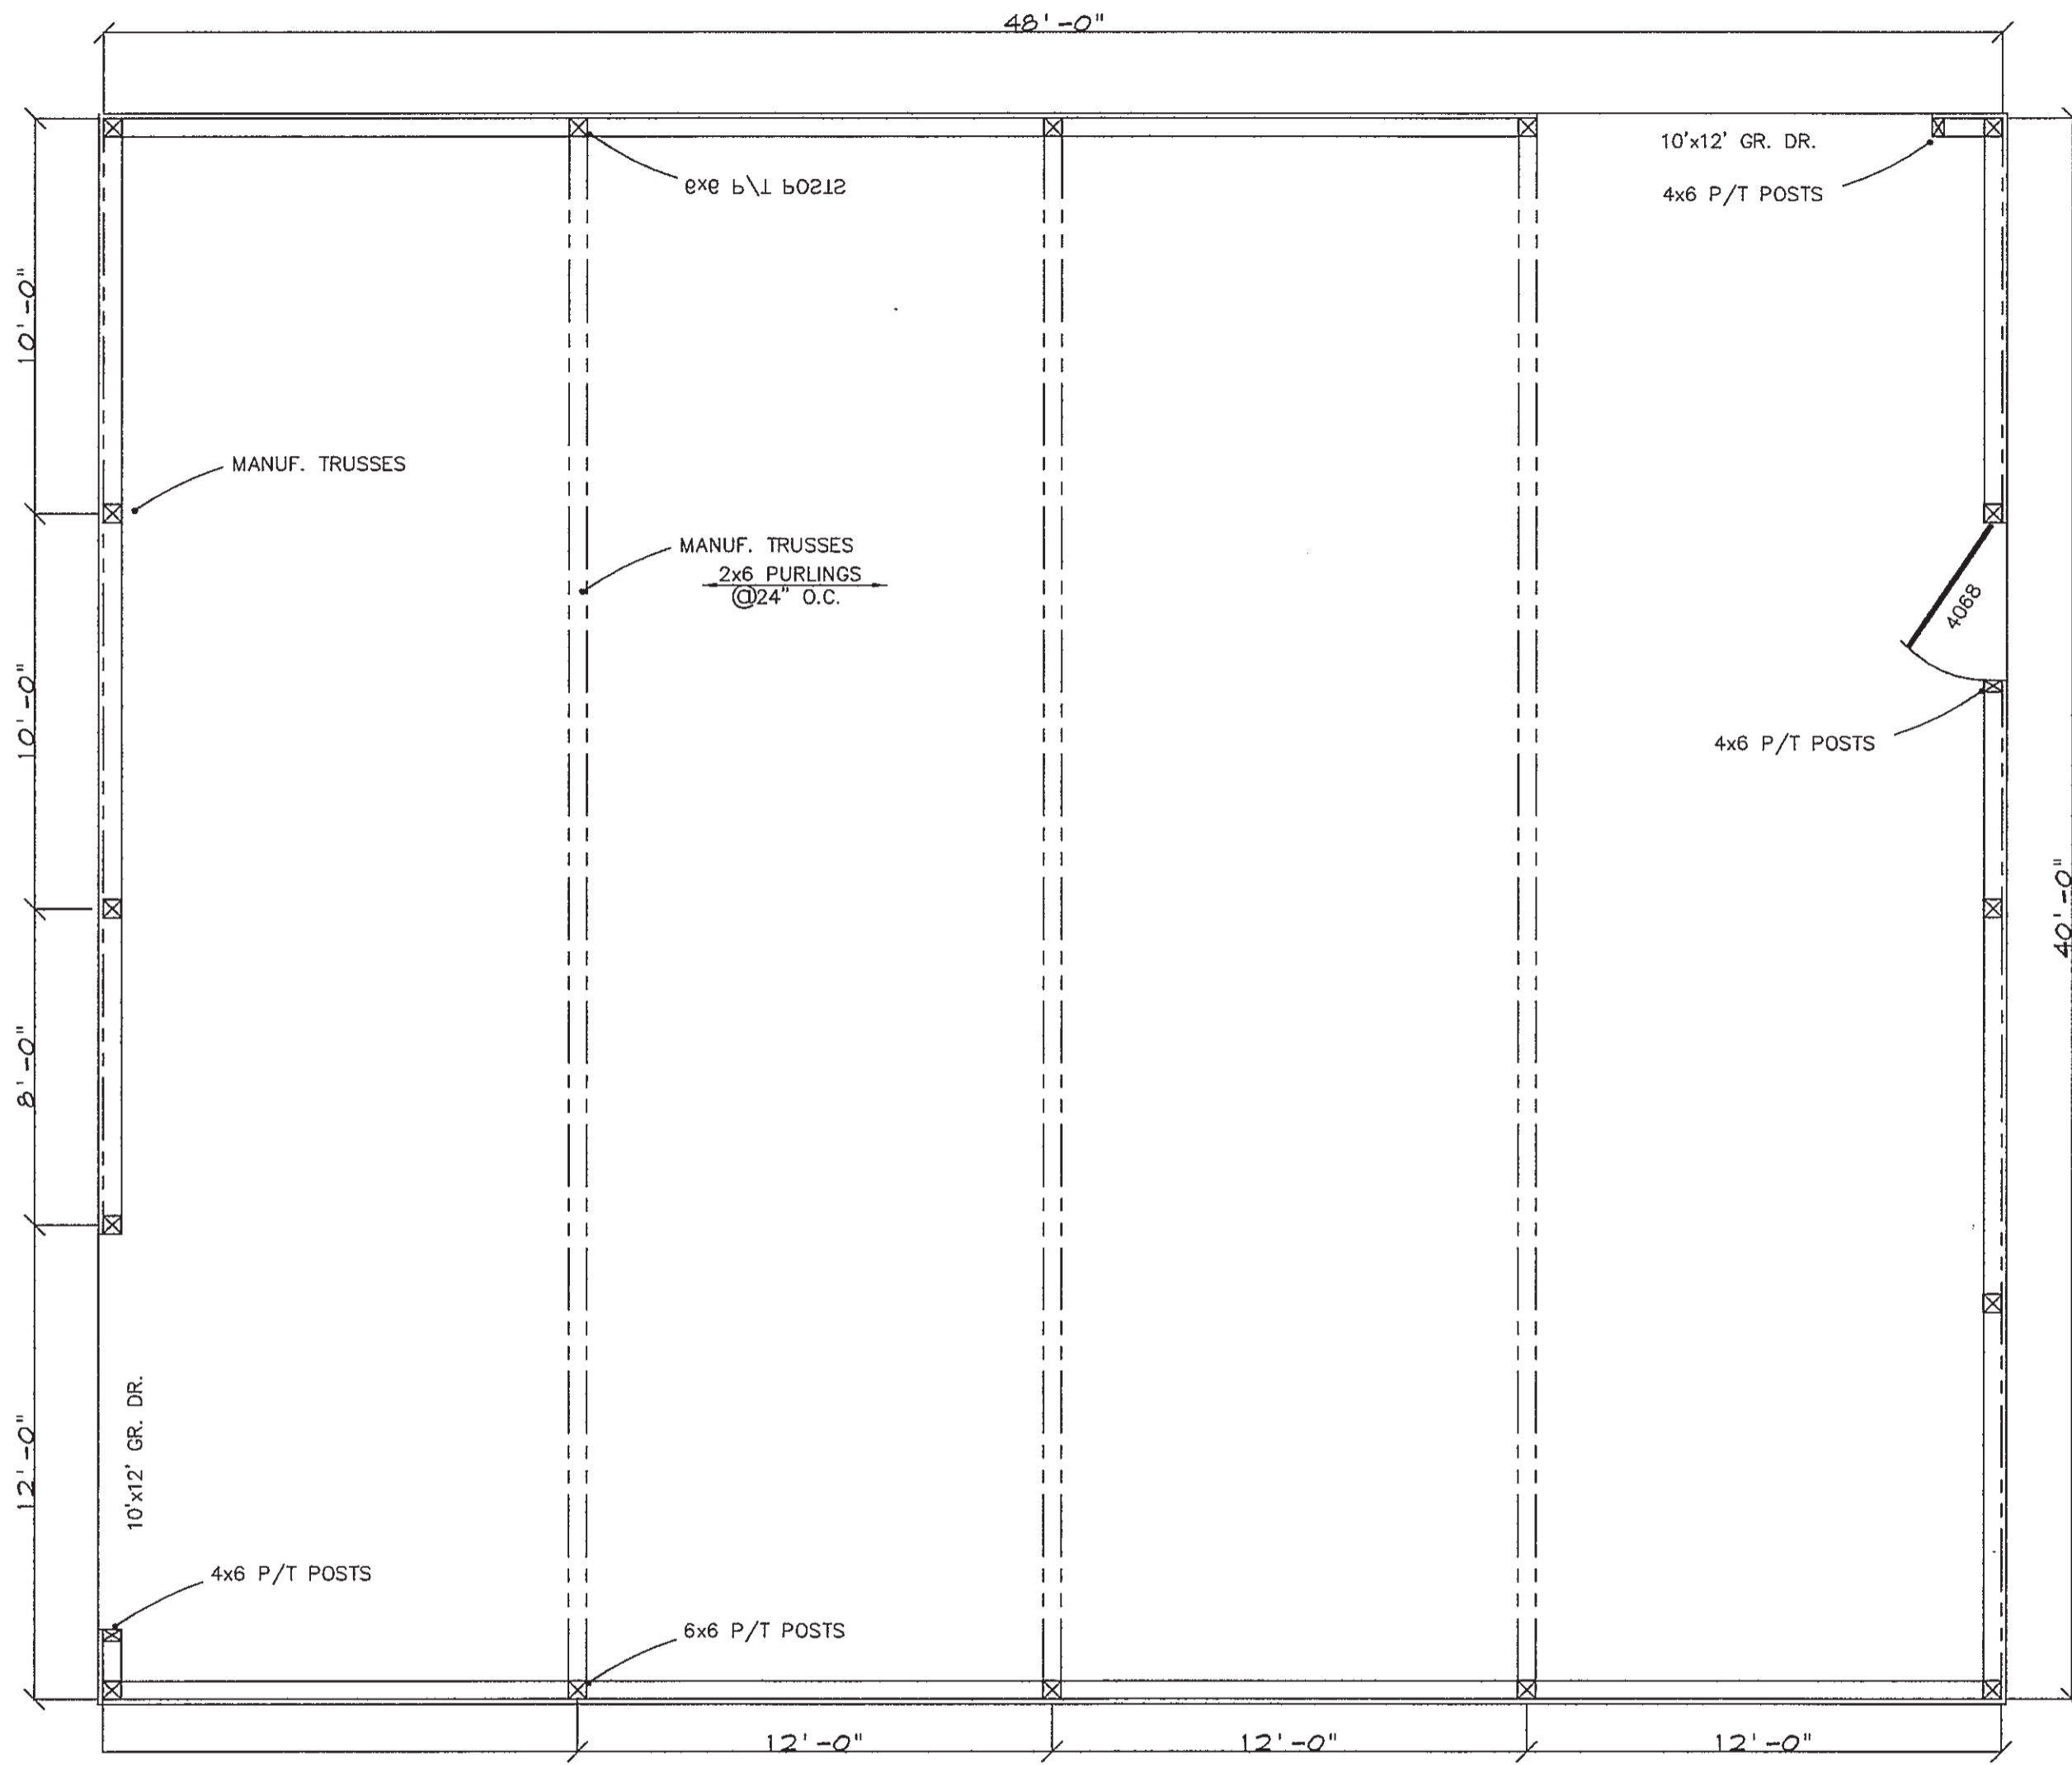 48'-0"
10'x12' GR. DR.
6x6 P/T POSTS
4x6 P/T POSTS
10'-0"
MANUF. TRUSSES
MANUF. TRUSSES
2x6 PURLINGS
@24" O.C.
4068
10'-0"
4x6 P/T POSTS
40'-0"
8'-0"
10'x12' GR. DR.
12'-0"
4x6 P/T POSTS
6x6 P/T POSTS
12'-0"
12'-0"
12'-0"